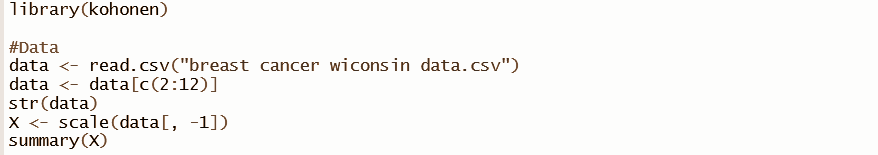 library(kohonen)
#Data
data <- read.csv("breast cancer wiconsin data.csv")
data <- data[c(2:12)]
str(data)
X <- scale(data[, -1])
summary(X)